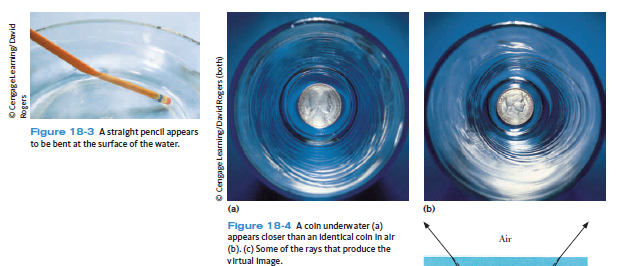 © Cengage Learning/David
Rogers
Figure 18-3 A straight pencil appears
to be bent at the surface of the water.
© Cengage Learning/David Rogers (both)
(a)
(b)
Figure 18-4 A coin underwater (a)
appears closer than an identical coin in air
(b). (c) Some of the rays that produce the
virtual image.
Air